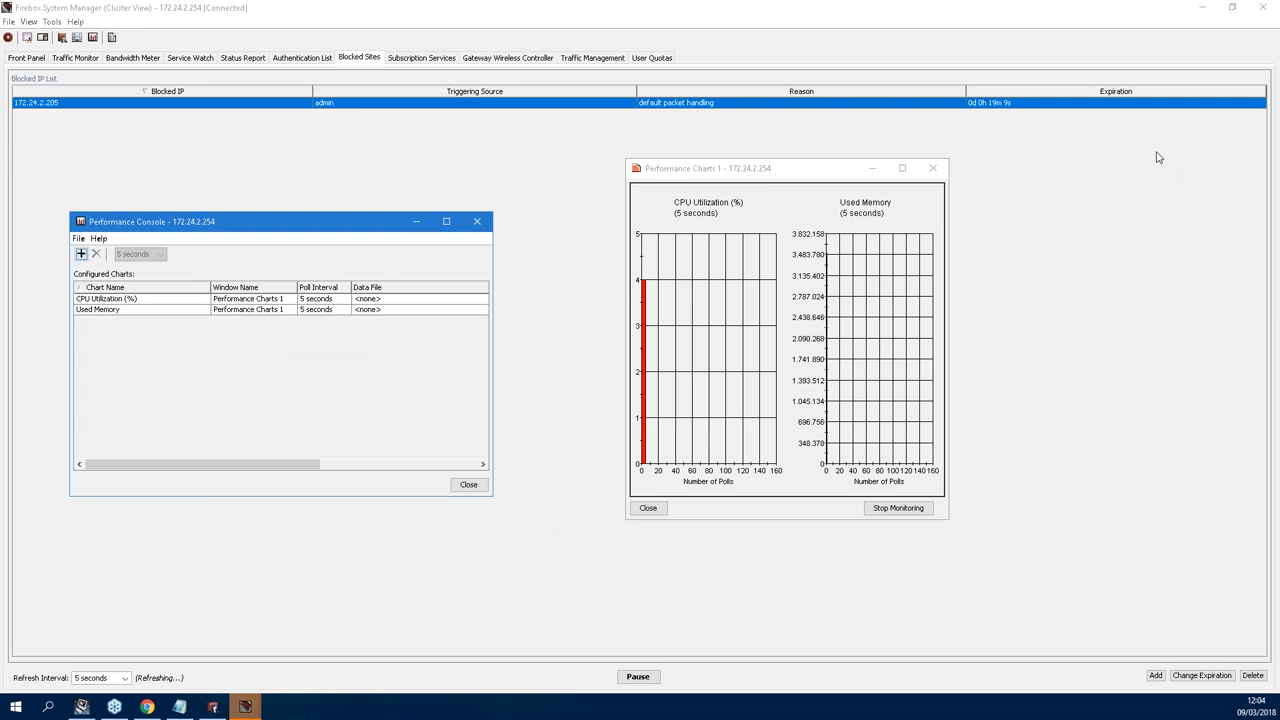 Firebox System Manager (Cluster View) - 172.24.2.254 [Connected]
File View Tools Help
Front Panel Traffic Monitor Bandwidth Meter Service Watch Status Report Authentication List Blocked Sites Subscription Services Gateway Wireless Controller Traffic Management User Quotas
Blocked IP List
Blocked IP Triggering Source Reason Expiration
172.24.2.205 admin default packet handling 0d 0h 19m 9s
Performance Console - 172.24.2.254
File Help
5 seconds
Configured Charts:
Chart Name Window Name Poll Interval Data File
CPU Utilization (%) Performance Charts 1 5 seconds <none>
Used Memory Performance Charts 1 5 seconds <none>
Close
Performance Charts 1 - 172.24.2.254
CPU Utilization (%)
(5 seconds)
5
4
3
2
1
0
0 20 40 60 80 100 120 140 160
Number of Polls
Used Memory
(5 seconds)
3.832.158
3.483.780
3.135.402
2.787.024
2.438.646
2.090.268
1.741.890
1.393.512
1.045.134
696.756
348.378
0
0 20 40 60 80 100 120 140 160
Number of Polls
Close Stop Monitoring
Refresh Interval: 5 seconds (Refreshing...) Pause Add Change Expiration Delete
12:04
09/03/2018